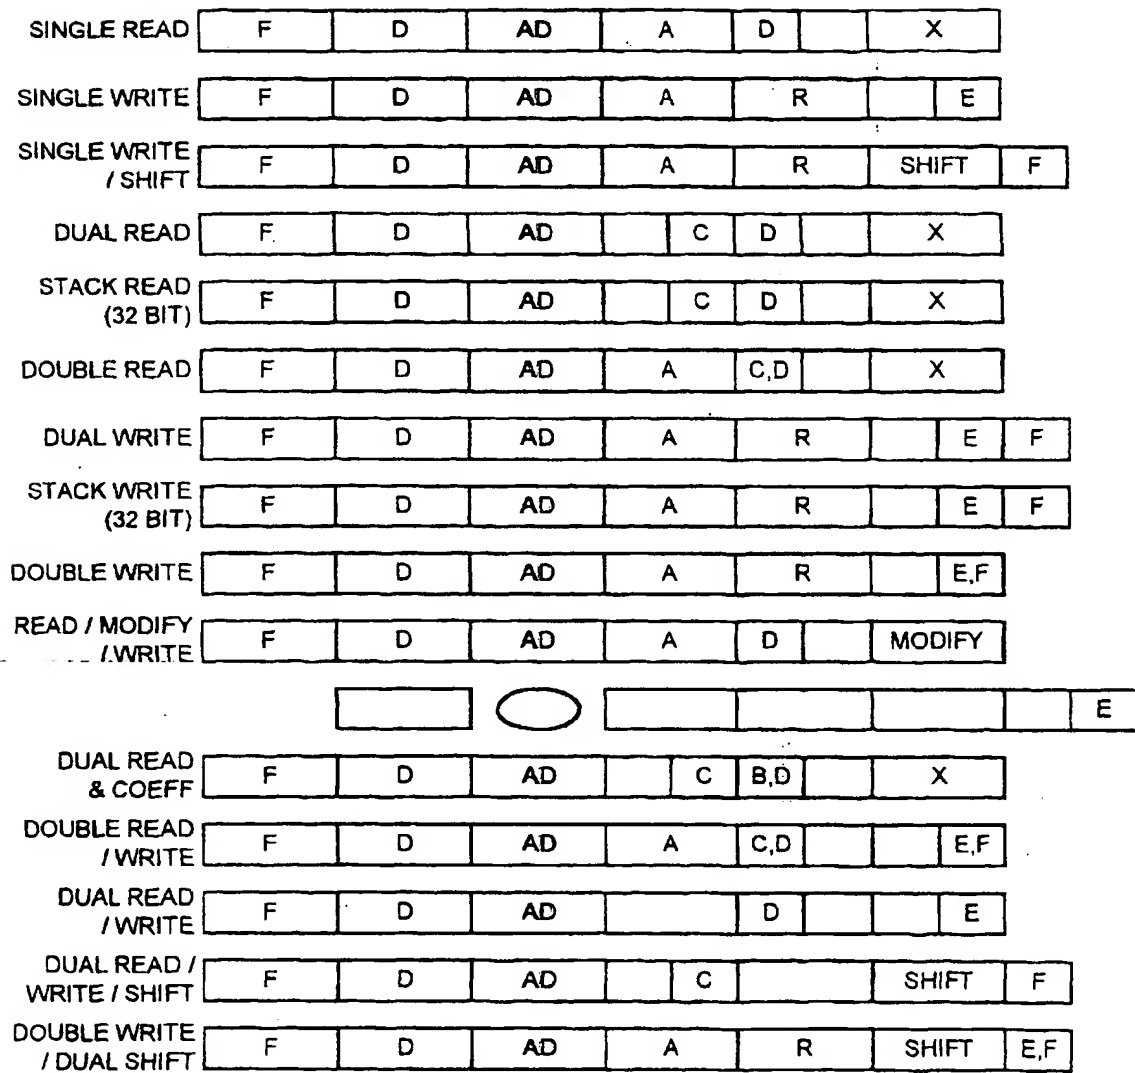 SINGLE READ F D AD A D X
SINGLE WRITE F D AD A R E
SINGLE WRITE
/ SHIFT F D AD A R SHIFT F
DUAL READ F D AD C D X
STACK READ
(32 BIT) F D AD C D X
DOUBLE READ F D AD A C,D X
DUAL WRITE F D AD A R E F
STACK WRITE
(32 BIT) F D AD A R E F
DOUBLE WRITE F D AD A R E,F
READ / MODIFY
/ WRITE F D AD A D MODIFY
E
DUAL READ
& COEFF F D AD C B,D X
DOUBLE READ
/ WRITE F D AD A C,D E,F
DUAL READ
/ WRITE F D AD D E
DUAL READ /
WRITE / SHIFT F D AD C SHIFT F
DOUBLE WRITE
/ DUAL SHIFT F D AD A R SHIFT E,F